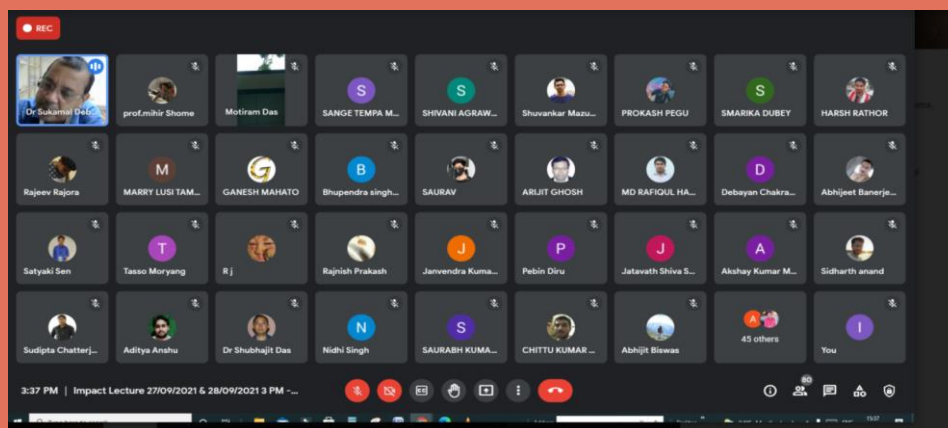 REC
Dr Sukamal Deb...
prof.mihir Shome
Motiram Das
S
SANGE TEMPA M...
S
SHIVANI AGRAW...
Shuvankar Mazu...
PROKASH PEGU
S
SMARIKA DUBEY
HARSH RATHOR
Rajeev Rajora
M
MARRY LUSI TAM...
G
GANESH MAHATO
B
Bhupendra singh...
SAURAV
ARIJIT GHOSH
MD RAFIQUL HA...
D
Debayan Chakra...
Abhijeet Banerje...
Satyaki Sen
T
Tasso Moryang
R j
Rajnish Prakash
J
Janvendra Kuma...
P
Pebin Diru
J
Jatavath Shiva S...
A
Akshay Kumar M...
Sidharth anand
Sudipta Chatterj...
Aditya Anshu
Dr Shubhajit Das
N
Nidhi Singh
S
SAURABH KUMA...
CHITTU KUMAR ...
Abhijit Biswas
A
45 others
I
You
3:37 PM | Impact Lecture 27/09/2021 & 28/09/2021 3 PM -...
80
15:37